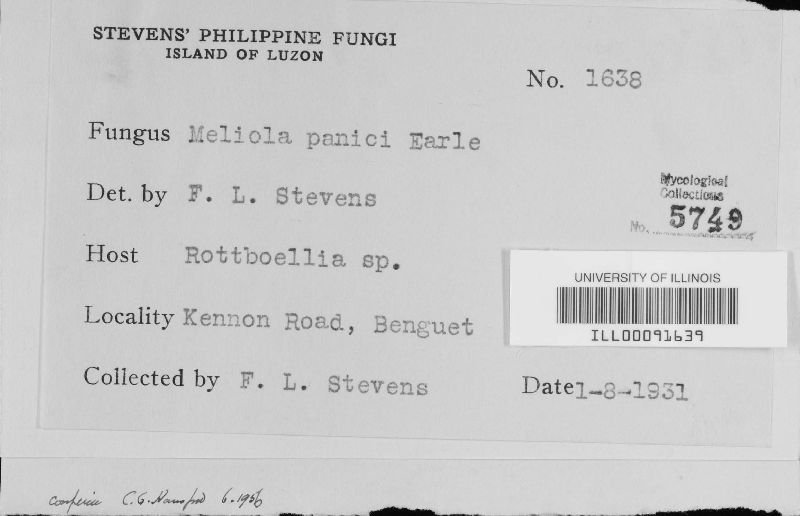 STEVENS' PHILIPPINE FUNGI
ISLAND OF LUZON
No. 1638
Fungus Meliola panici Earle
Det. by F. L. Stevens
Mycological
Collections
No. 5749
Host Rottboellia sp.
UNIVERSITY OF ILLINOIS
ILL00091639
Locality Kennon Road, Benguet
Collected by F. L. Stevens
Date 1-8-1931
C. G. Hansford 6.1956